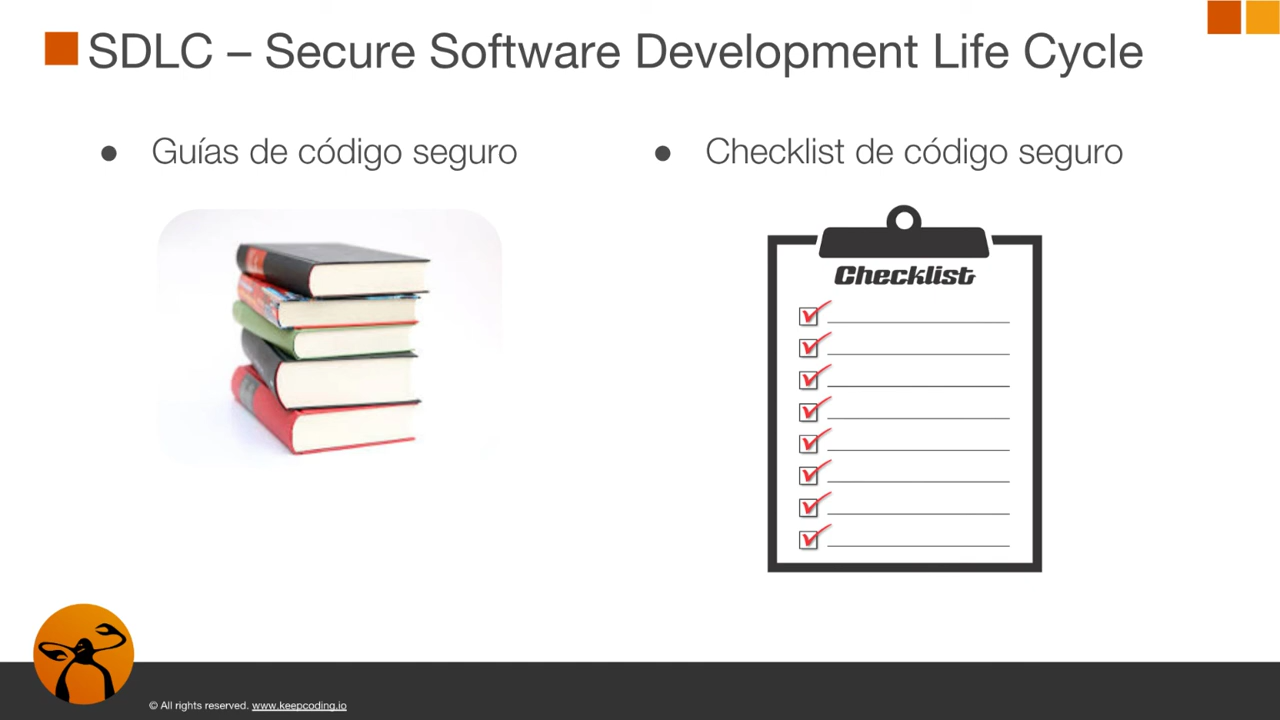 SDLC – Secure Software Development Life Cycle
● Guías de código seguro
● Checklist de código seguro
Checklist
© All rights reserved. www.keepcoding.io